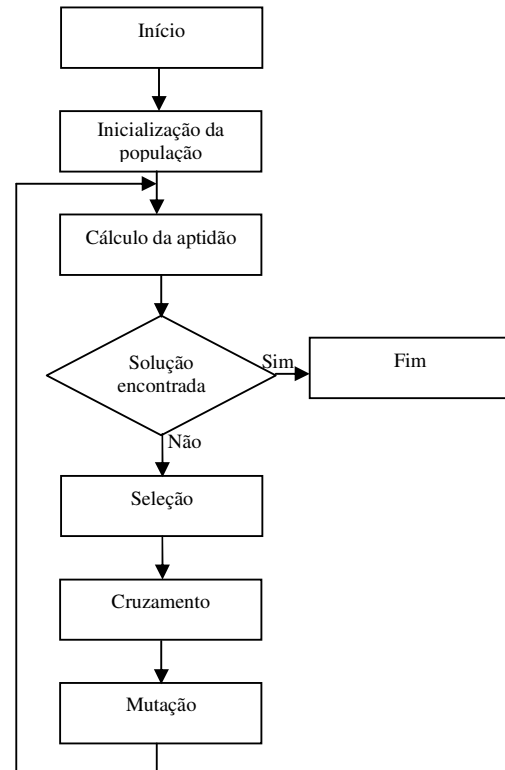 Início
Inicialização da
população
Cálculo da aptidão
Solução
encontrada
Sim
Fim
Não
Seleção
Cruzamento
Mutação